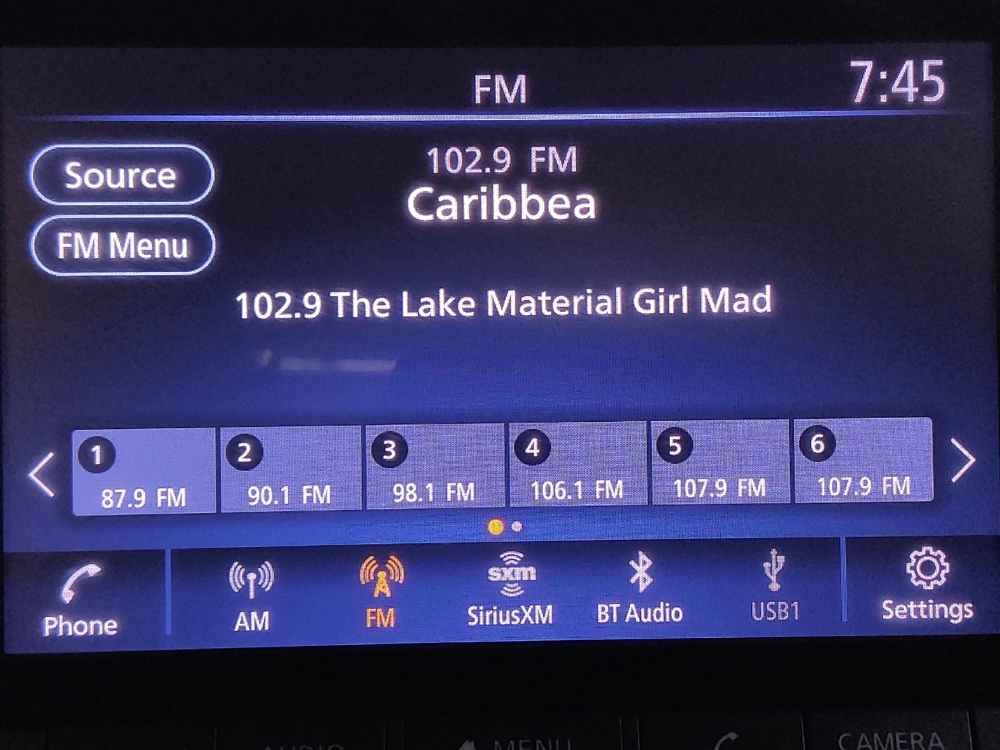 FM
7:45
Source
102.9 FM
Caribbea
FM Menu
102.9 The Lake Material Girl Mad
1
2
3
4
5
6
87.9 FM
90.1 FM
98.1 FM
106.1 FM
107.9 FM
107.9 FM
sxm
Phone
AM
FM
SiriusXM
BT Audio
USB1
Settings
AUDIO
MENU
CAMERA